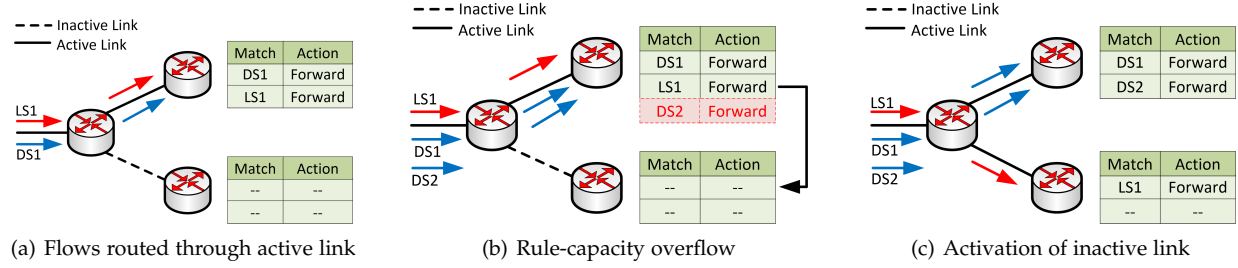 Inactive Link
Active Link
LS1
DS1
Match Action
DS1 Forward
LS1 Forward
Match Action
-- --
-- --
(a) Flows routed through active link
Inactive Link
Active Link
LS1
DS1
DS2
Match Action
DS1 Forward
LS1 Forward
DS2 Forward
Match Action
-- --
-- --
(b) Rule-capacity overflow
Inactive Link
Active Link
LS1
DS1
DS2
Match Action
DS1 Forward
DS2 Forward
Match Action
LS1 Forward
-- --
(c) Activation of inactive link